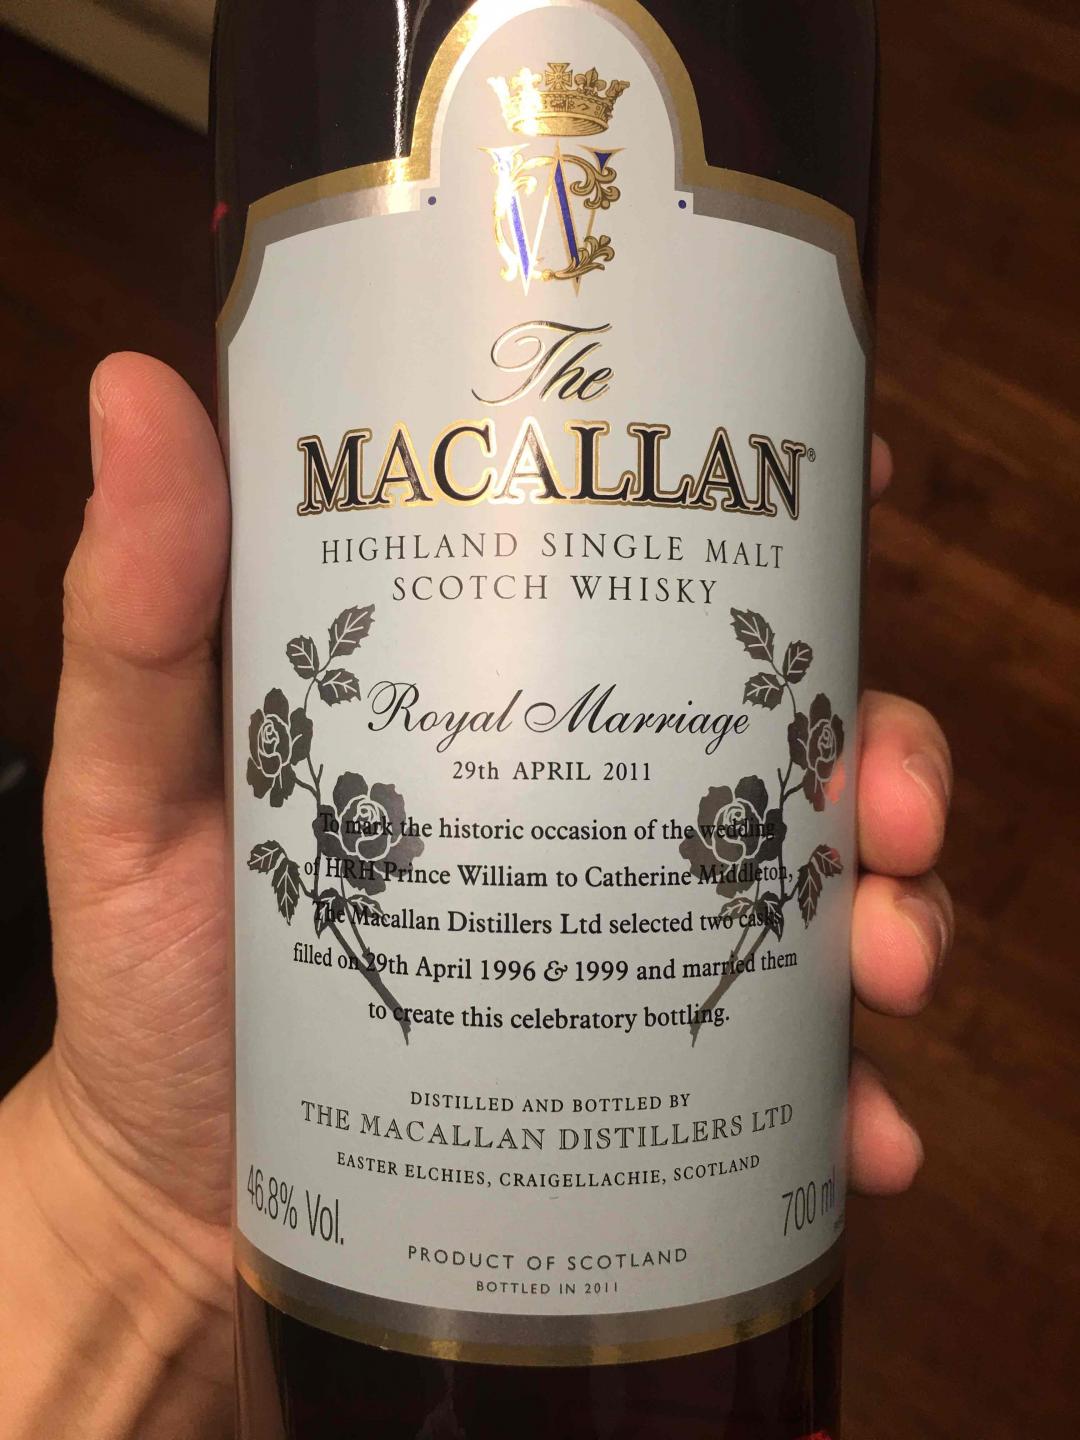 The
MACALLAN®
HIGHLAND SINGLE MALT
SCOTCH WHISKY
Royal Marriage
29th APRIL 2011
To mark the historic occasion of the wedding
of HRH Prince William to Catherine Middleton,
The Macallan Distillers Ltd selected two casks
filled on 29th April 1996 & 1999 and married them
to create this celebratory bottling.
DISTILLED AND BOTTLED BY
THE MACALLAN DISTILLERS LTD
EASTER ELCHIES, CRAIGELLACHIE, SCOTLAND
46.8% Vol.
700 ml
PRODUCT OF SCOTLAND
BOTTLED IN 2011